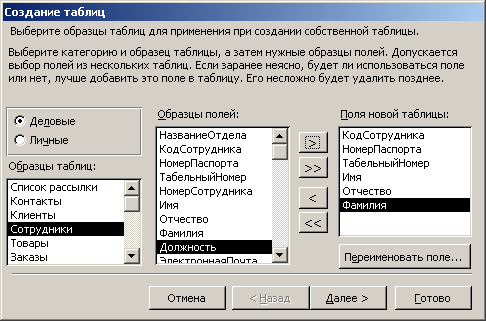 Создание таблиц
Выберите образцы таблиц для применения при создании собственной таблицы.
Выберите категорию и образец таблицы, а затем нужные образцы полей. Допускается
выбор полей из нескольких таблиц. Если заранее неясно, будет ли использоваться поле
или нет, лучше добавить это поле в таблицу. Его несложно будет удалить позднее.
Деловые
Личные
Образцы таблиц:
Список рассылки
Контакты
Клиенты
Сотрудники
Товары
Заказы
Образцы полей:
НазваниеОтдела
КодСотрудника
НомерПаспорта
ТабельныйНомер
НомерСотрудника
Имя
Отчество
Фамилия
Должность
ЭлектроннаяПочта
>
>>
<
<<
Поля новой таблицы:
КодСотрудника
НомерПаспорта
ТабельныйНомер
Имя
Отчество
Фамилия
Переименовать поле...
Отмена
< Назад
Далее >
Готово